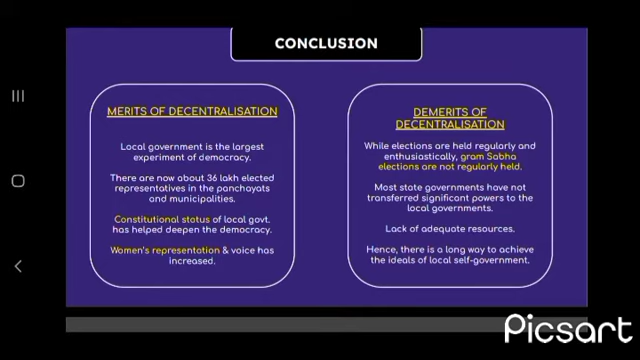 CONCLUSION
MERITS OF DECENTRALISATION
Local government is the largest
experiment of democracy.
There are now about 36 lakh elected
representatives in the panchayats
and municipalities.
Constitutional status of local govt.
has helped deepen the democracy.
Women's representation & voice has
increased.
DEMERITS OF
DECENTRALISATION
While elections are held regularly and
enthusiastically, gram Sabha
elections are not regularly held.
Most state governments have not
transferred significant powers to the
local governments.
Lack of adequate resources.
Hence, there is a long way to achieve
the ideals of local self-government.
Picsart